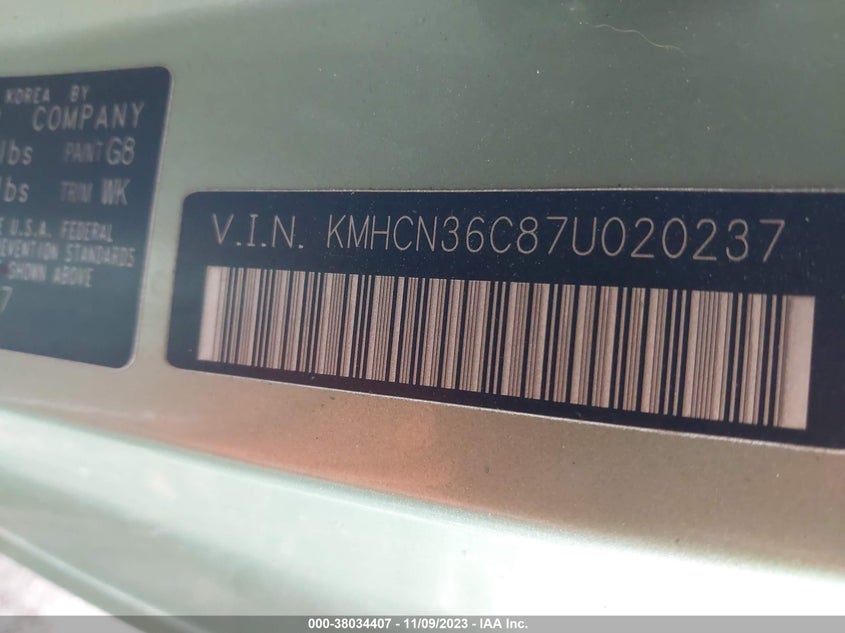 KOREA BY
COMPANY
lbs PAINT G8
lbs TRIM WK
U.S.A. FEDERAL
STANDARDS
SHOWN ABOVE
7
V.I.N. KMHCN36C87U020237
000-38034407 - 11/09/2023 - IAA Inc.